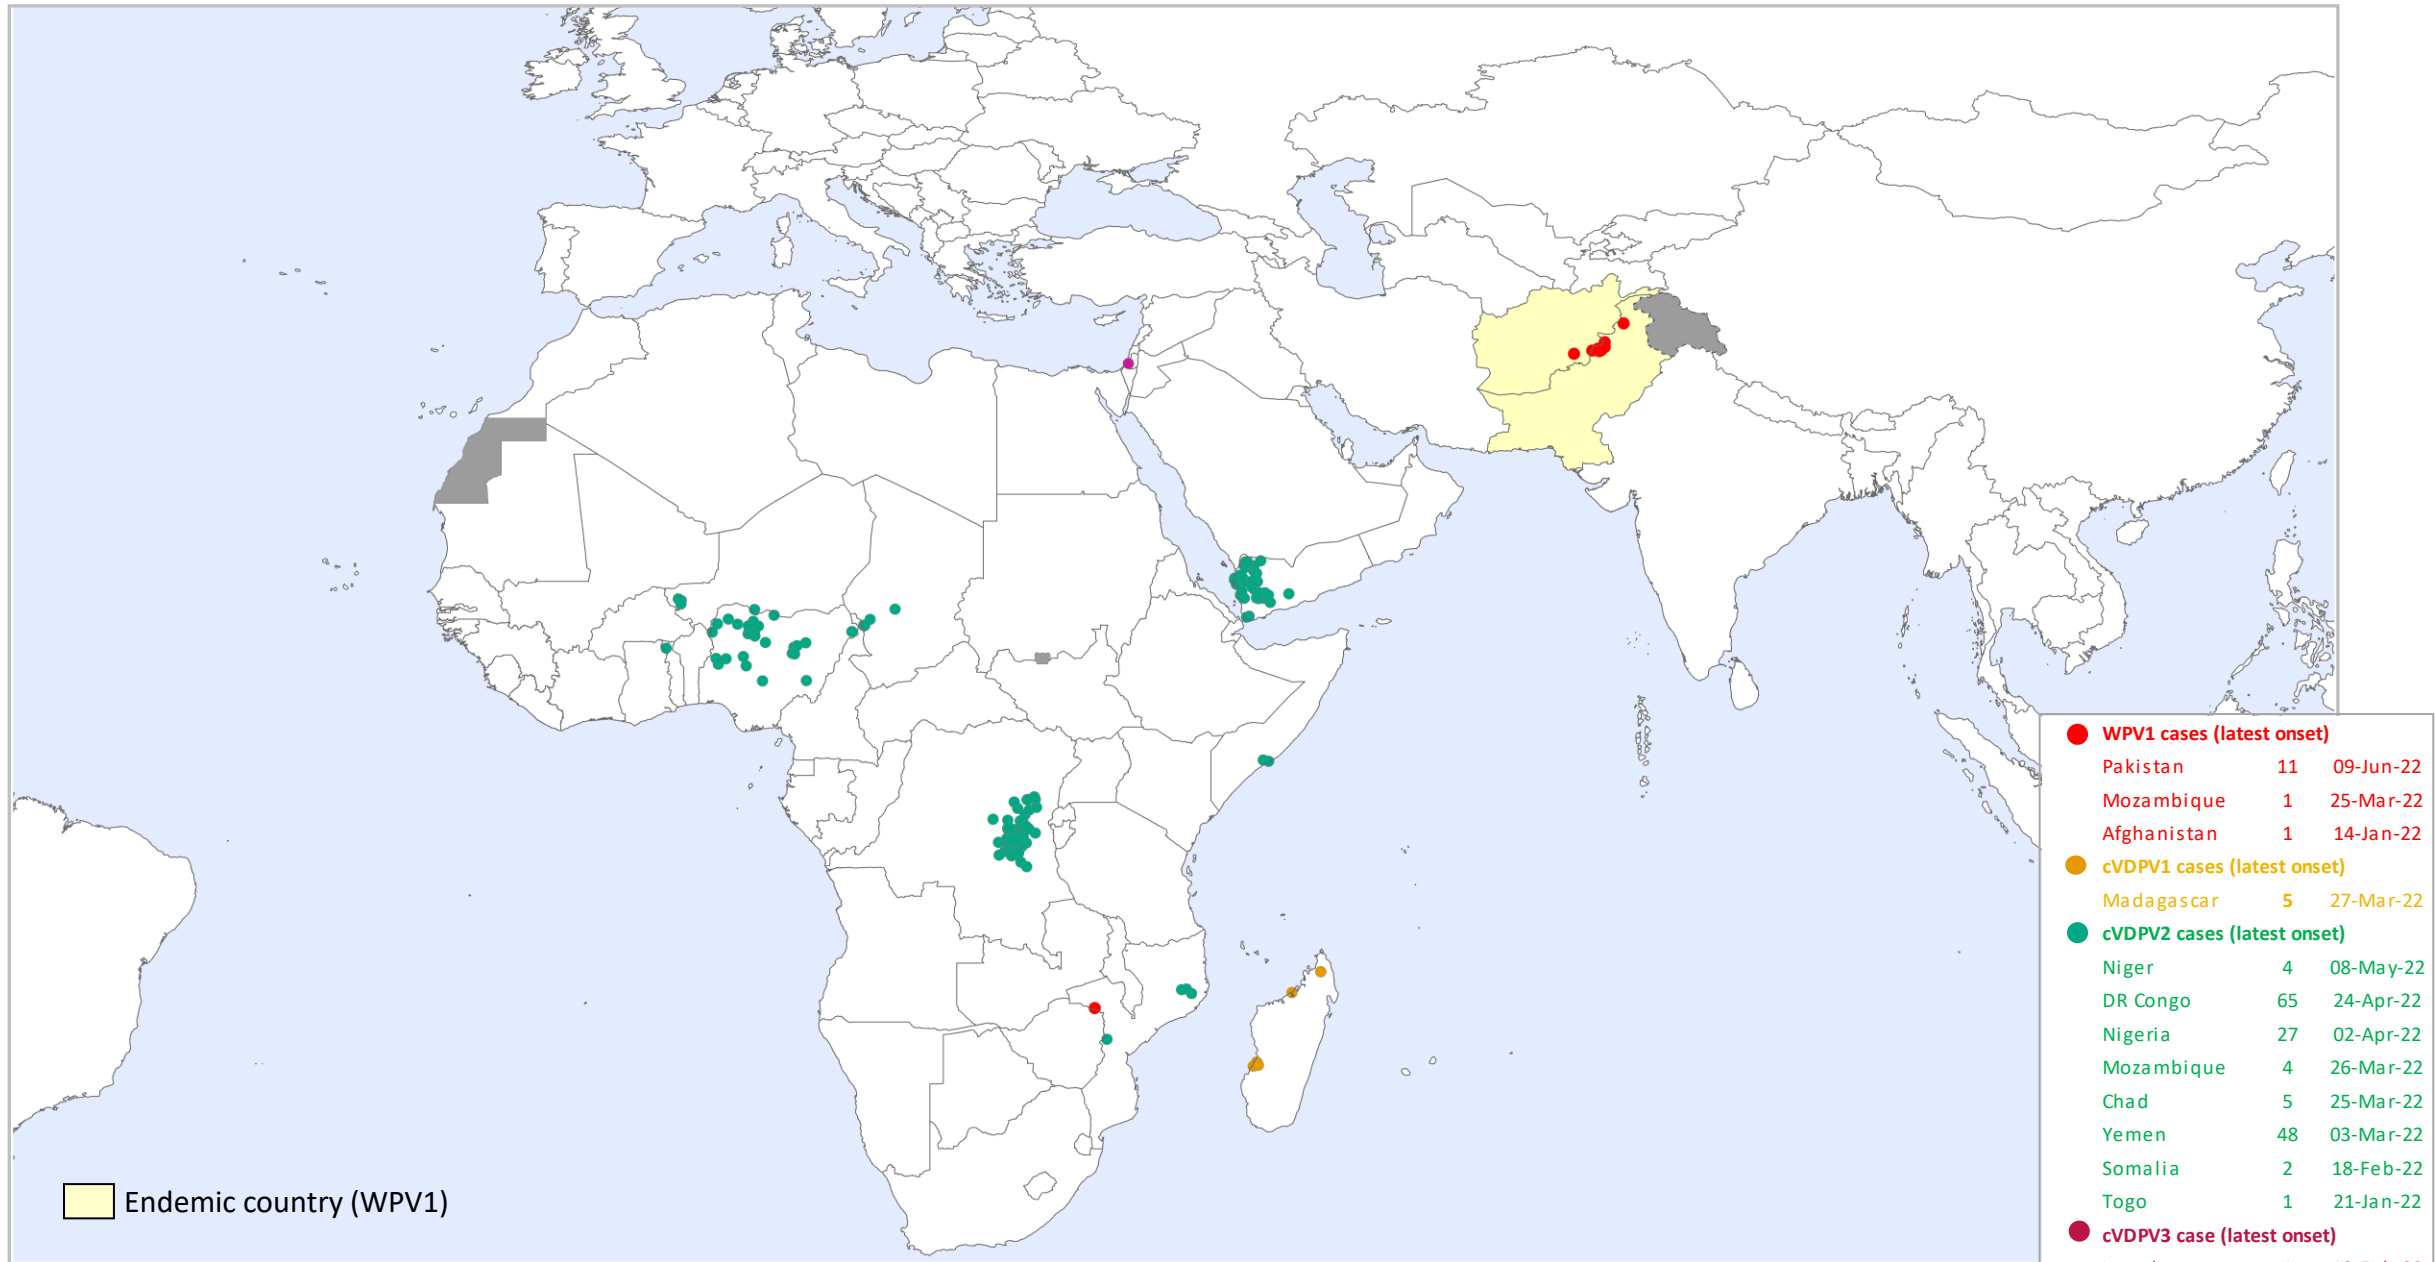 WPV1 cases (latest onset)
Pakistan 11 09-Jun-22
Mozambique 1 25-Mar-22
Afghanistan 1 14-Jan-22
cVDPV1 cases (latest onset)
Madagascar 5 27-Mar-22
cVDPV2 cases (latest onset)
Niger 4 08-May-22
DR Congo 65 24-Apr-22
Nigeria 27 02-Apr-22
Mozambique 4 26-Mar-22
Chad 5 25-Mar-22
Yemen 48 03-Mar-22
Somalia 2 18-Feb-22
Togo 1 21-Jan-22
cVDPV3 case (latest onset)
Endemic country (WPV1)